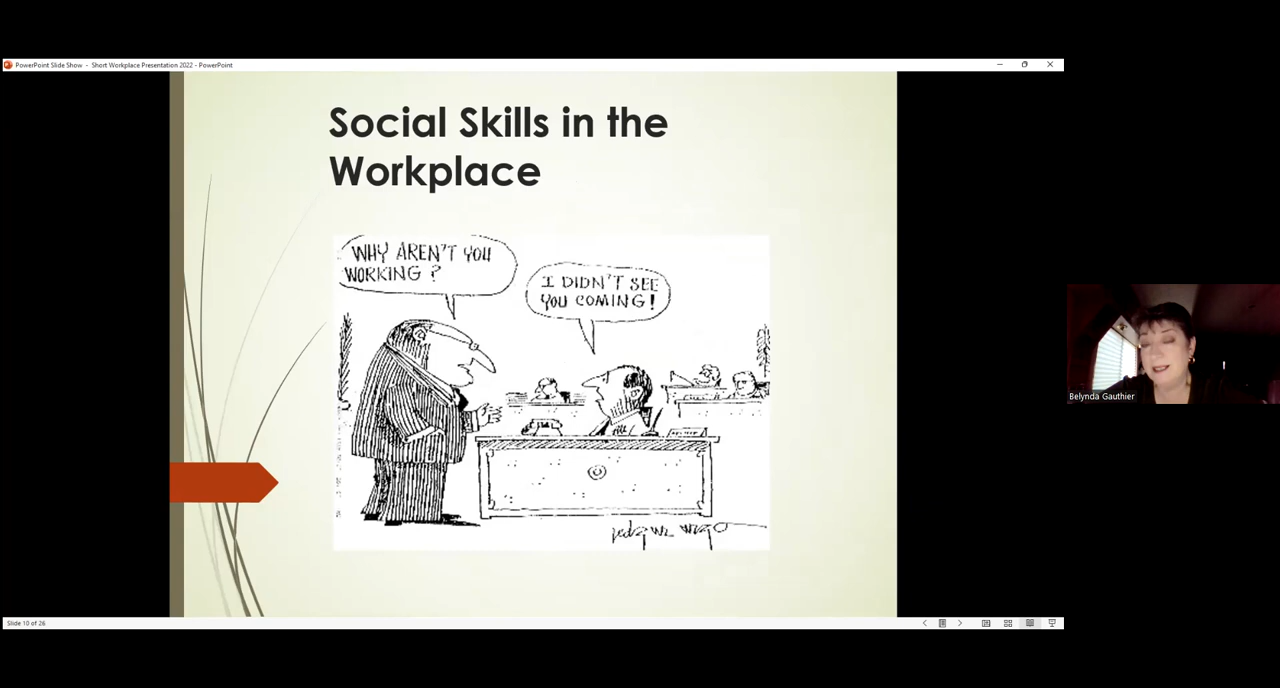 PowerPoint Slide Show - Short Workplace Presentation 2022 - PowerPoint
Social Skills in the
Workplace
WHY AREN'T YOU
WORKING?
I DIDN'T SEE
YOU COMING!
Belynda Gauthier
Slide 10 of 26